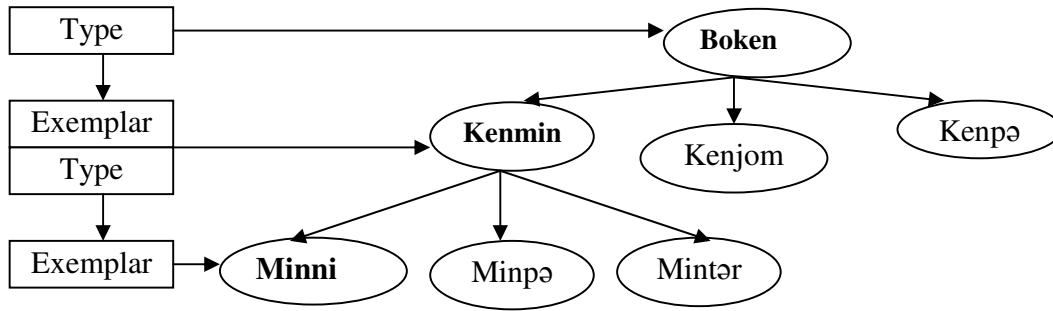 Type
Boken
Exemplar
Kenmin
Kenjom
Kenpə
Type
Exemplar
Minni
Minpə
Mintər